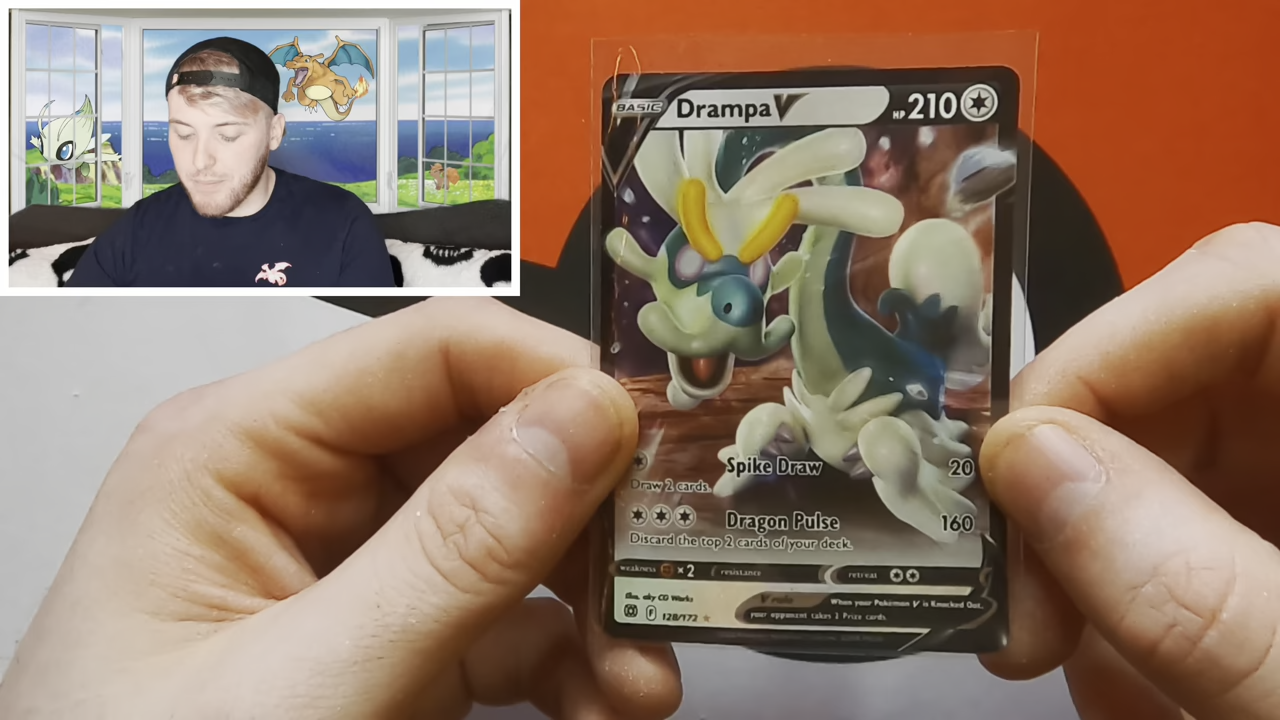 BASIC Drampa V HP 210
Spike Draw 20
Draw 2 cards.
Dragon Pulse 160
Discard the top 2 cards of your deck.
weakness ×2 resistance retreat
Illus. aky CG Works
V rule When your Pokémon V is Knocked Out,
F 128/172 your opponent takes 2 Prize cards.